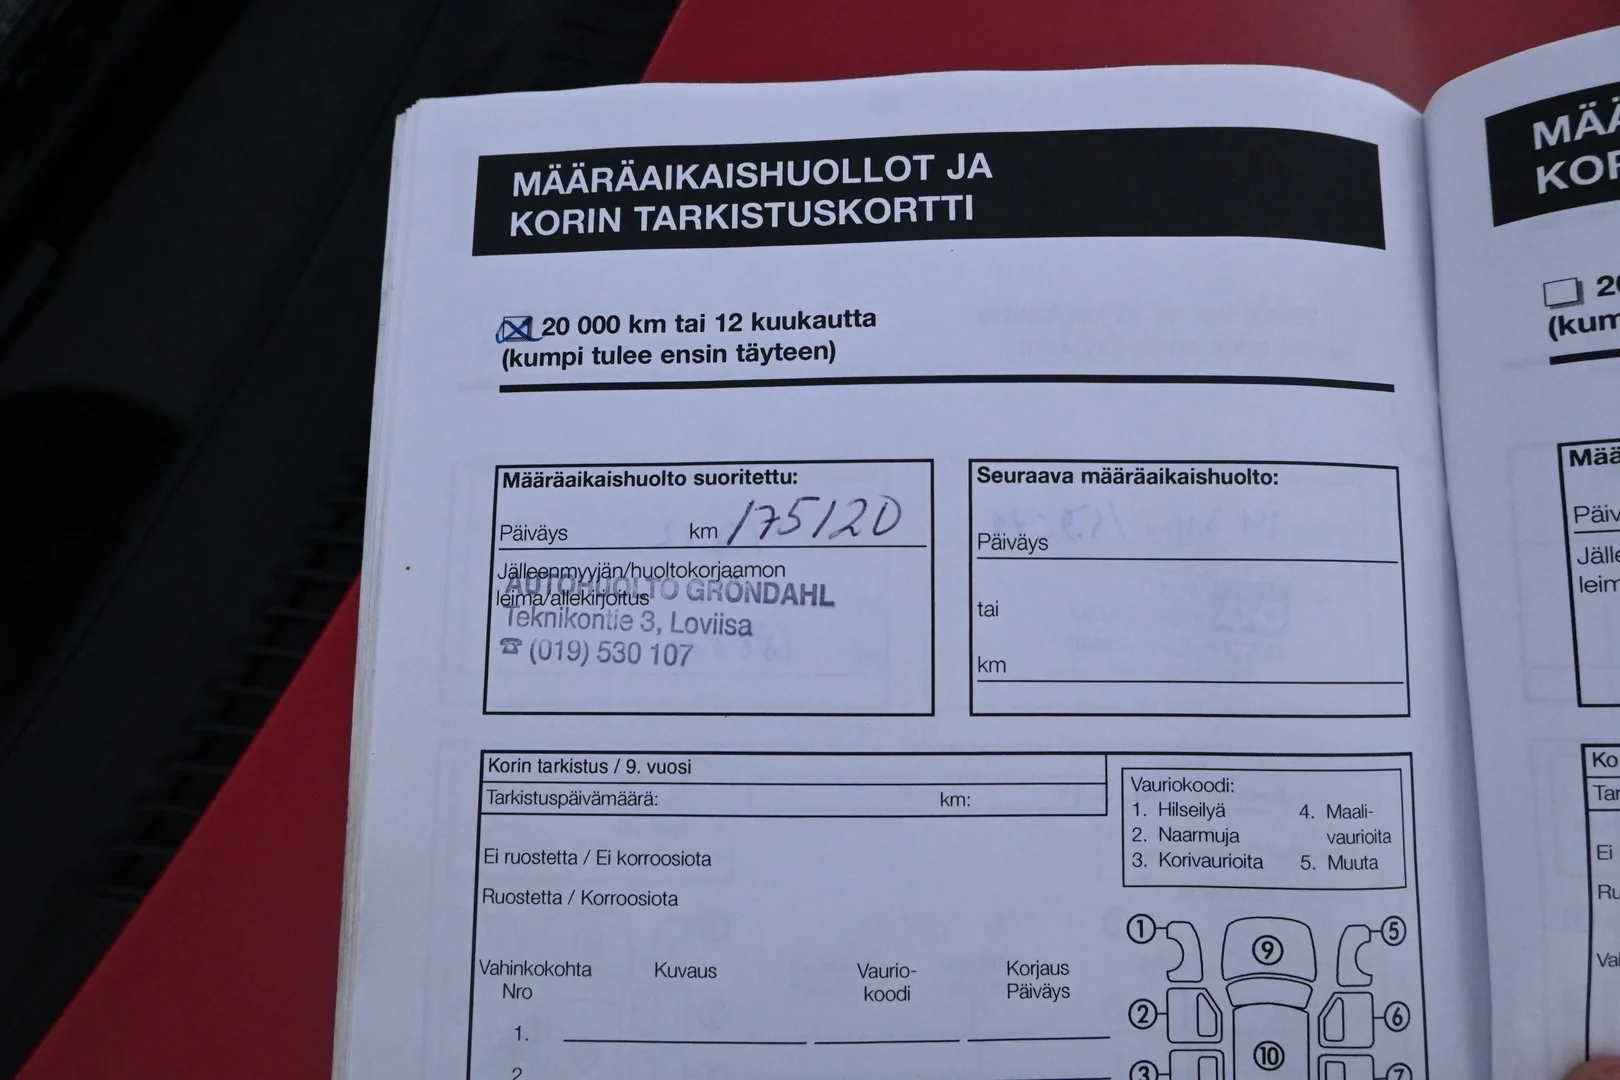 MÄÄRÄAIKAISHUOLLOT JA
KORIN TARKISTUSKORTTI
20 000 km tai 12 kuukautta
(kumpi tulee ensin täyteen)
Määräaikaishuolto suoritettu:
Päiväys km 175120
Jälleenmyyjän/huoltokorjaamon
leima/allekirjoitus
AUTOHUOLTO GRÖNDAHL
Teknikontie 3, Loviisa
☎ (019) 530 107
Seuraava määräaikaishuolto:
Päiväys
tai
km
Korin tarkistus / 9. vuosi
Tarkistuspäivämäärä: km:
Ei ruostetta / Ei korroosiota
Ruostetta / Korroosiota
Vauriokoodi:
1. Hilseilyä 4. Maali-
2. Naarmuja vaurioita
3. Korivaurioita 5. Muuta
Vahinkokohta Kuvaus Vaurio- Korjaus
Nro koodi Päiväys
1.
2
1 5
9
2 6
10
3 7
MÄÄ
KOR
20
(kum
Mää
Päiv
Jälle
leim
Ko
Tar
Ei
Ru
Val